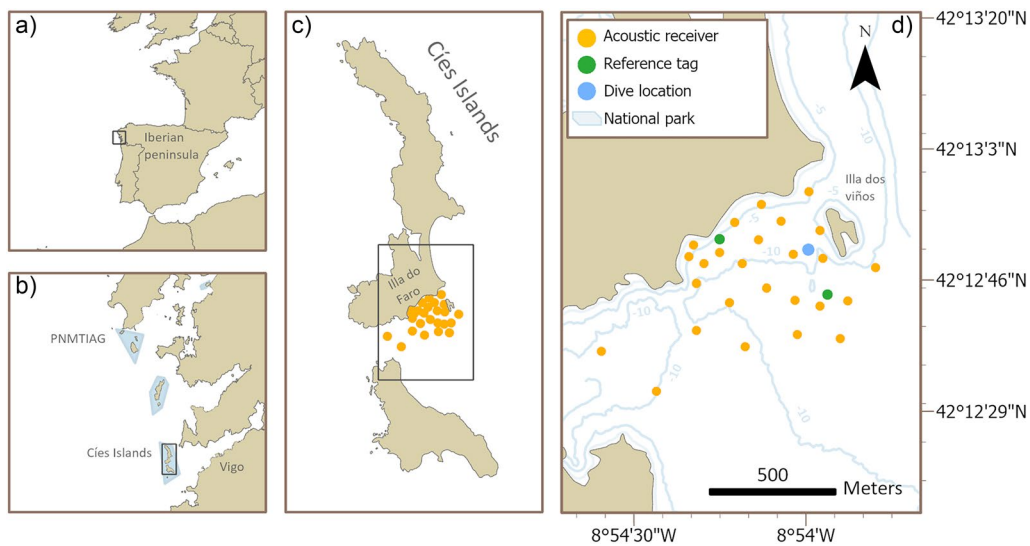 a)
Iberian
peninsula
b)
PNMTIAG
Cíes Islands
Vigo
c)
Cíes Islands
Illa do
Faro
d)
Acoustic receiver
Reference tag
Dive location
National park
N
Illa dos
viños
-5
-10
-5
-5
-10
-10
0
-10
-10
-10
500
Meters
42°13'20"N
42°13'3"N
42°12'46"N
42°12'29"N
8°54'30"W
8°54'W